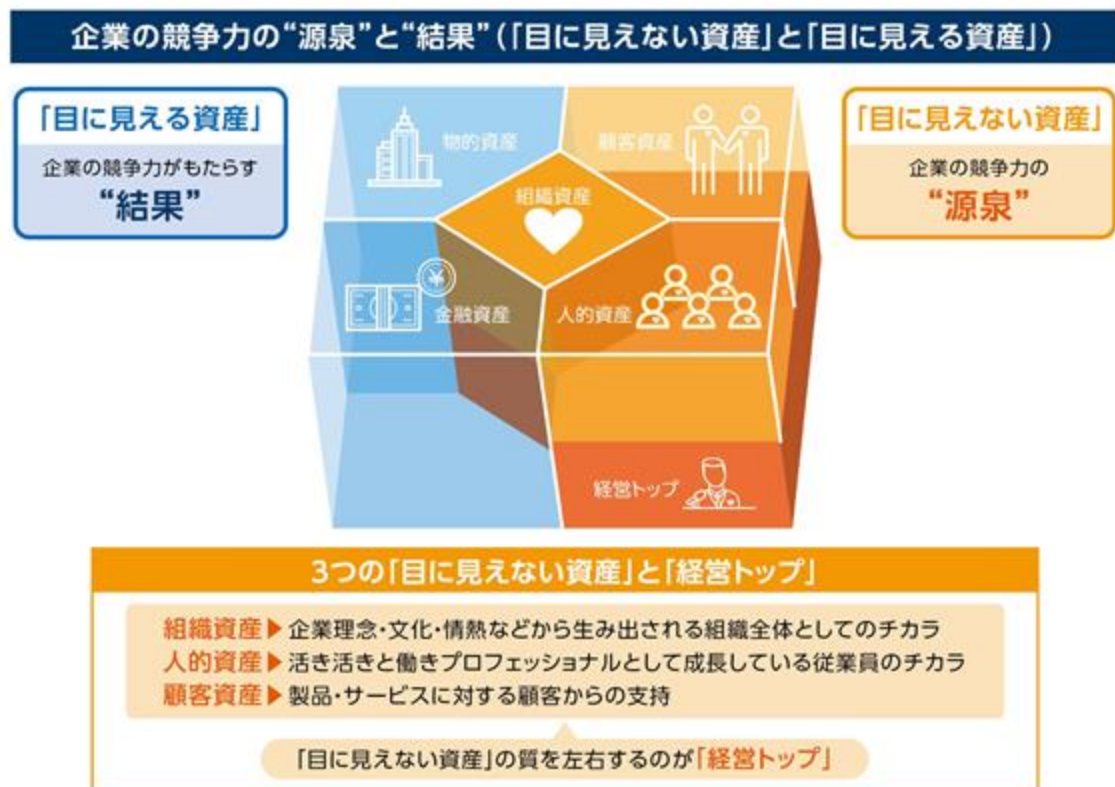 企業の競争力の“源泉”と“結果”(「目に見えない資産」と「目に見える資産」)
「目に見える資産」
企業の競争力がもたらす
“結果”
「目に見えない資産」
企業の競争力の
“源泉”
物的資産
顧客資産
組織資産
¥
金融資産
人的資産
経営トップ
3つの「目に見えない資産」と「経営トップ」
組織資産▶企業理念・文化・情熱などから生み出される組織全体としてのチカラ
人的資産▶活き活きと働きプロフェッショナルとして成長している従業員のチカラ
顧客資産▶製品・サービスに対する顧客からの支持
「目に見えない資産」の質を左右するのが「経営トップ」